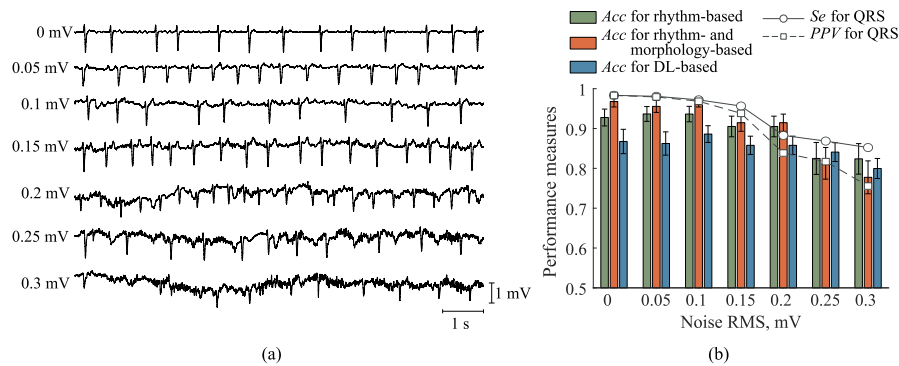 0 mV
0.05 mV
0.1 mV
0.15 mV
0.2 mV
0.25 mV
0.3 mV
1 mV
1 s
(a)
Acc for rhythm-based
Acc for rhythm- and
morphology-based
Acc for DL-based
Se for QRS
PPV for QRS
Performance measures
1
0.9
0.8
0.7
0.6
0.5
0 0.05 0.1 0.15 0.2 0.25 0.3
Noise RMS, mV
(b)